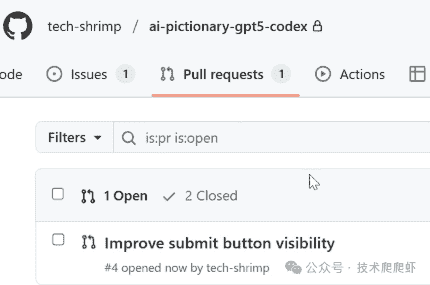 tech-shrimp / ai-pictionary-gpt5-codex
ode Issues 1 Pull requests 1 Actions
Filters is:pr is:open
1 Open 2 Closed
Improve submit button visibility
#4 opened now by tech-shrimp
公众号 · 技术爬爬虾